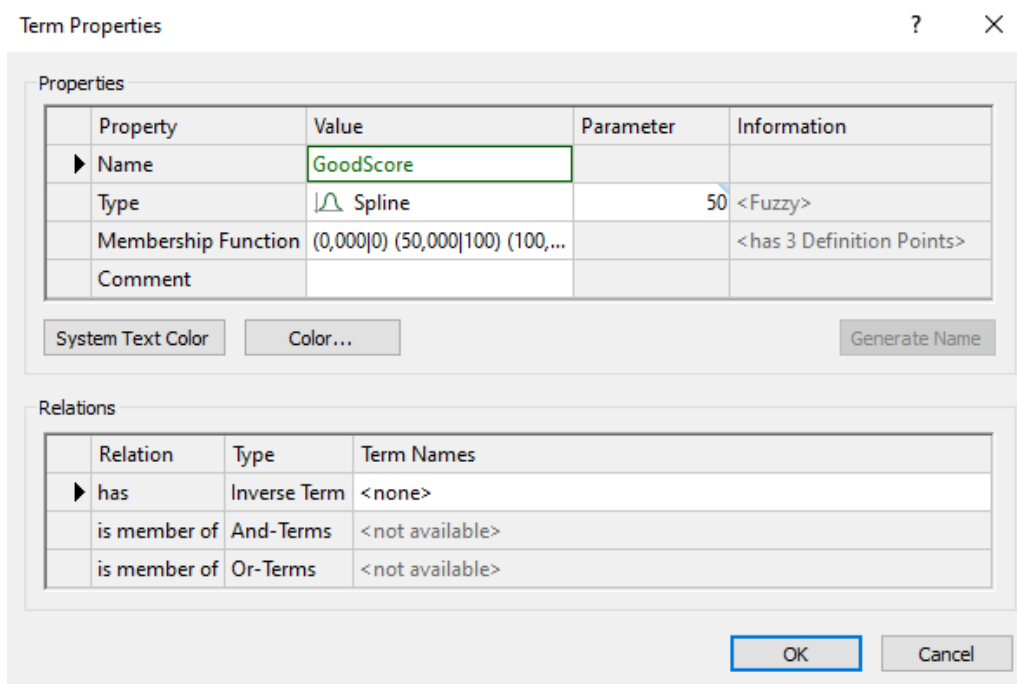 Term Properties ? ×
Properties
Property Value Parameter Information
Name GoodScore
Type Spline 50 <Fuzzy>
Membership Function (0,000|0) (50,000|100) (100,... <has 3 Definition Points>
Comment
System Text Color Color... Generate Name
Relations
Relation Type Term Names
has Inverse Term <none>
is member of And-Terms <not available>
is member of Or-Terms <not available>
OK Cancel